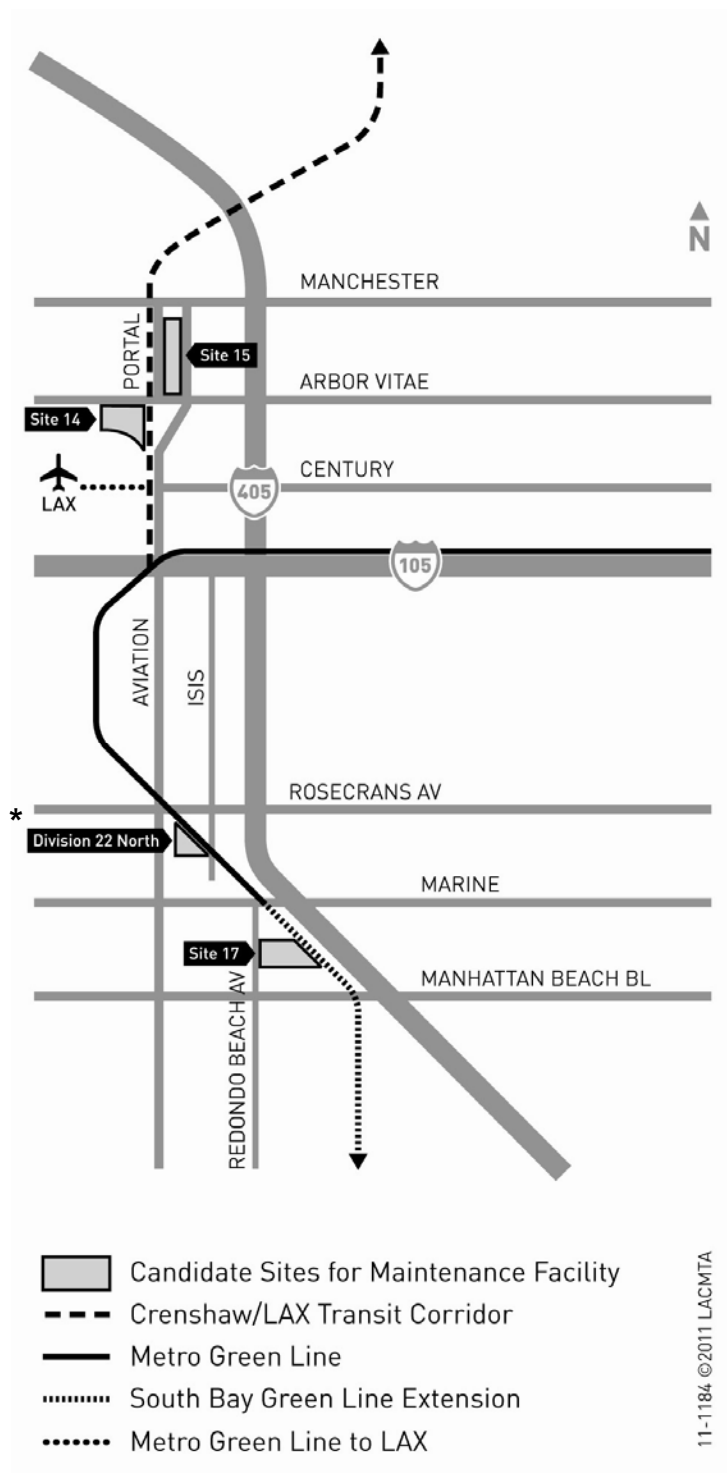 N
MANCHESTER
PORTAL
Site 15
ARBOR VITAE
Site 14
CENTURY
LAX
405
105
AVIATION
ISIS
ROSECRANS AV
*
Division 22 North
MARINE
Site 17
MANHATTAN BEACH BL
REDONDO BEACH AV
Candidate Sites for Maintenance Facility
Crenshaw/LAX Transit Corridor
Metro Green Line
South Bay Green Line Extension
Metro Green Line to LAX
11-1184 ©2011 LACMTA